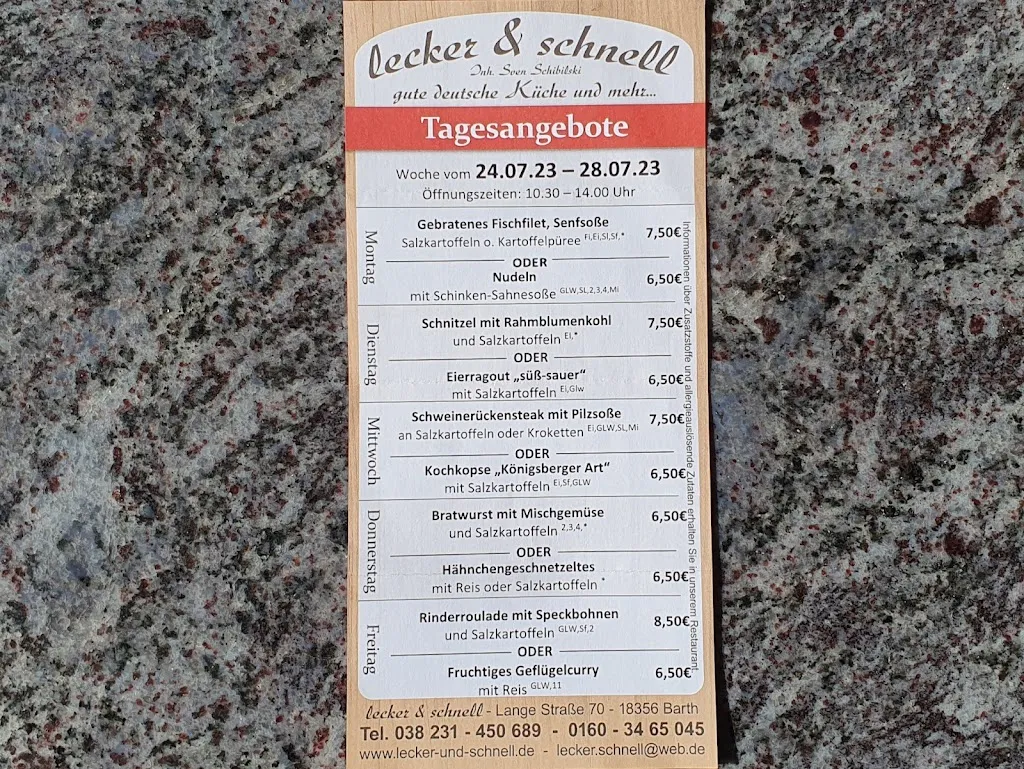 lecker & schnell
Inh. Sven Schibilski
gute deutsche Küche und mehr...
Tagesangebote
Woche vom 24.07.23 – 28.07.23
Öffnungszeiten: 10.30 – 14.00 Uhr
Montag
Gebratenes Fischfilet, Senfsoße
Salzkartoffeln o. Kartoffelpüree Fi,Ei,Sl,Sf,*
7,50€
ODER
Nudeln
mit Schinken-Sahnesoße GLW,SL,2,3,4,Mi
6,50€
Dienstag
Schnitzel mit Rahmblumenkohl
und Salzkartoffeln Ei,*
7,50€
ODER
Eierragout „süß-sauer“
mit Salzkartoffeln Ei,Glw
6,50€
Mittwoch
Schweinerückensteak mit Pilzsoße
an Salzkartoffeln oder Kroketten Ei,GLW,SL,Mi
7,50€
ODER
Kochkopse „Königsberger Art“
mit Salzkartoffeln Ei,Sf,GLW
6,50€
Donnerstag
Bratwurst mit Mischgemüse
und Salzkartoffeln 2,3,4,*
6,50€
ODER
Hähnchengeschnetzeltes
mit Reis oder Salzkartoffeln *
6,50€
Freitag
Rinderroulade mit Speckbohnen
und Salzkartoffeln GLW,Sf,2
8,50€
ODER
Fruchtiges Geflügelcurry
mit Reis GLW,11
6,50€
Informationen über Zusatzstoffe und allergieauslösende Zutaten erhalten Sie in unserem Restaurant
lecker & schnell - Lange Straße 70 - 18356 Barth
Tel. 038 231 - 450 689 - 0160 - 34 65 045
www.lecker-und-schnell.de - lecker.schnell@web.de